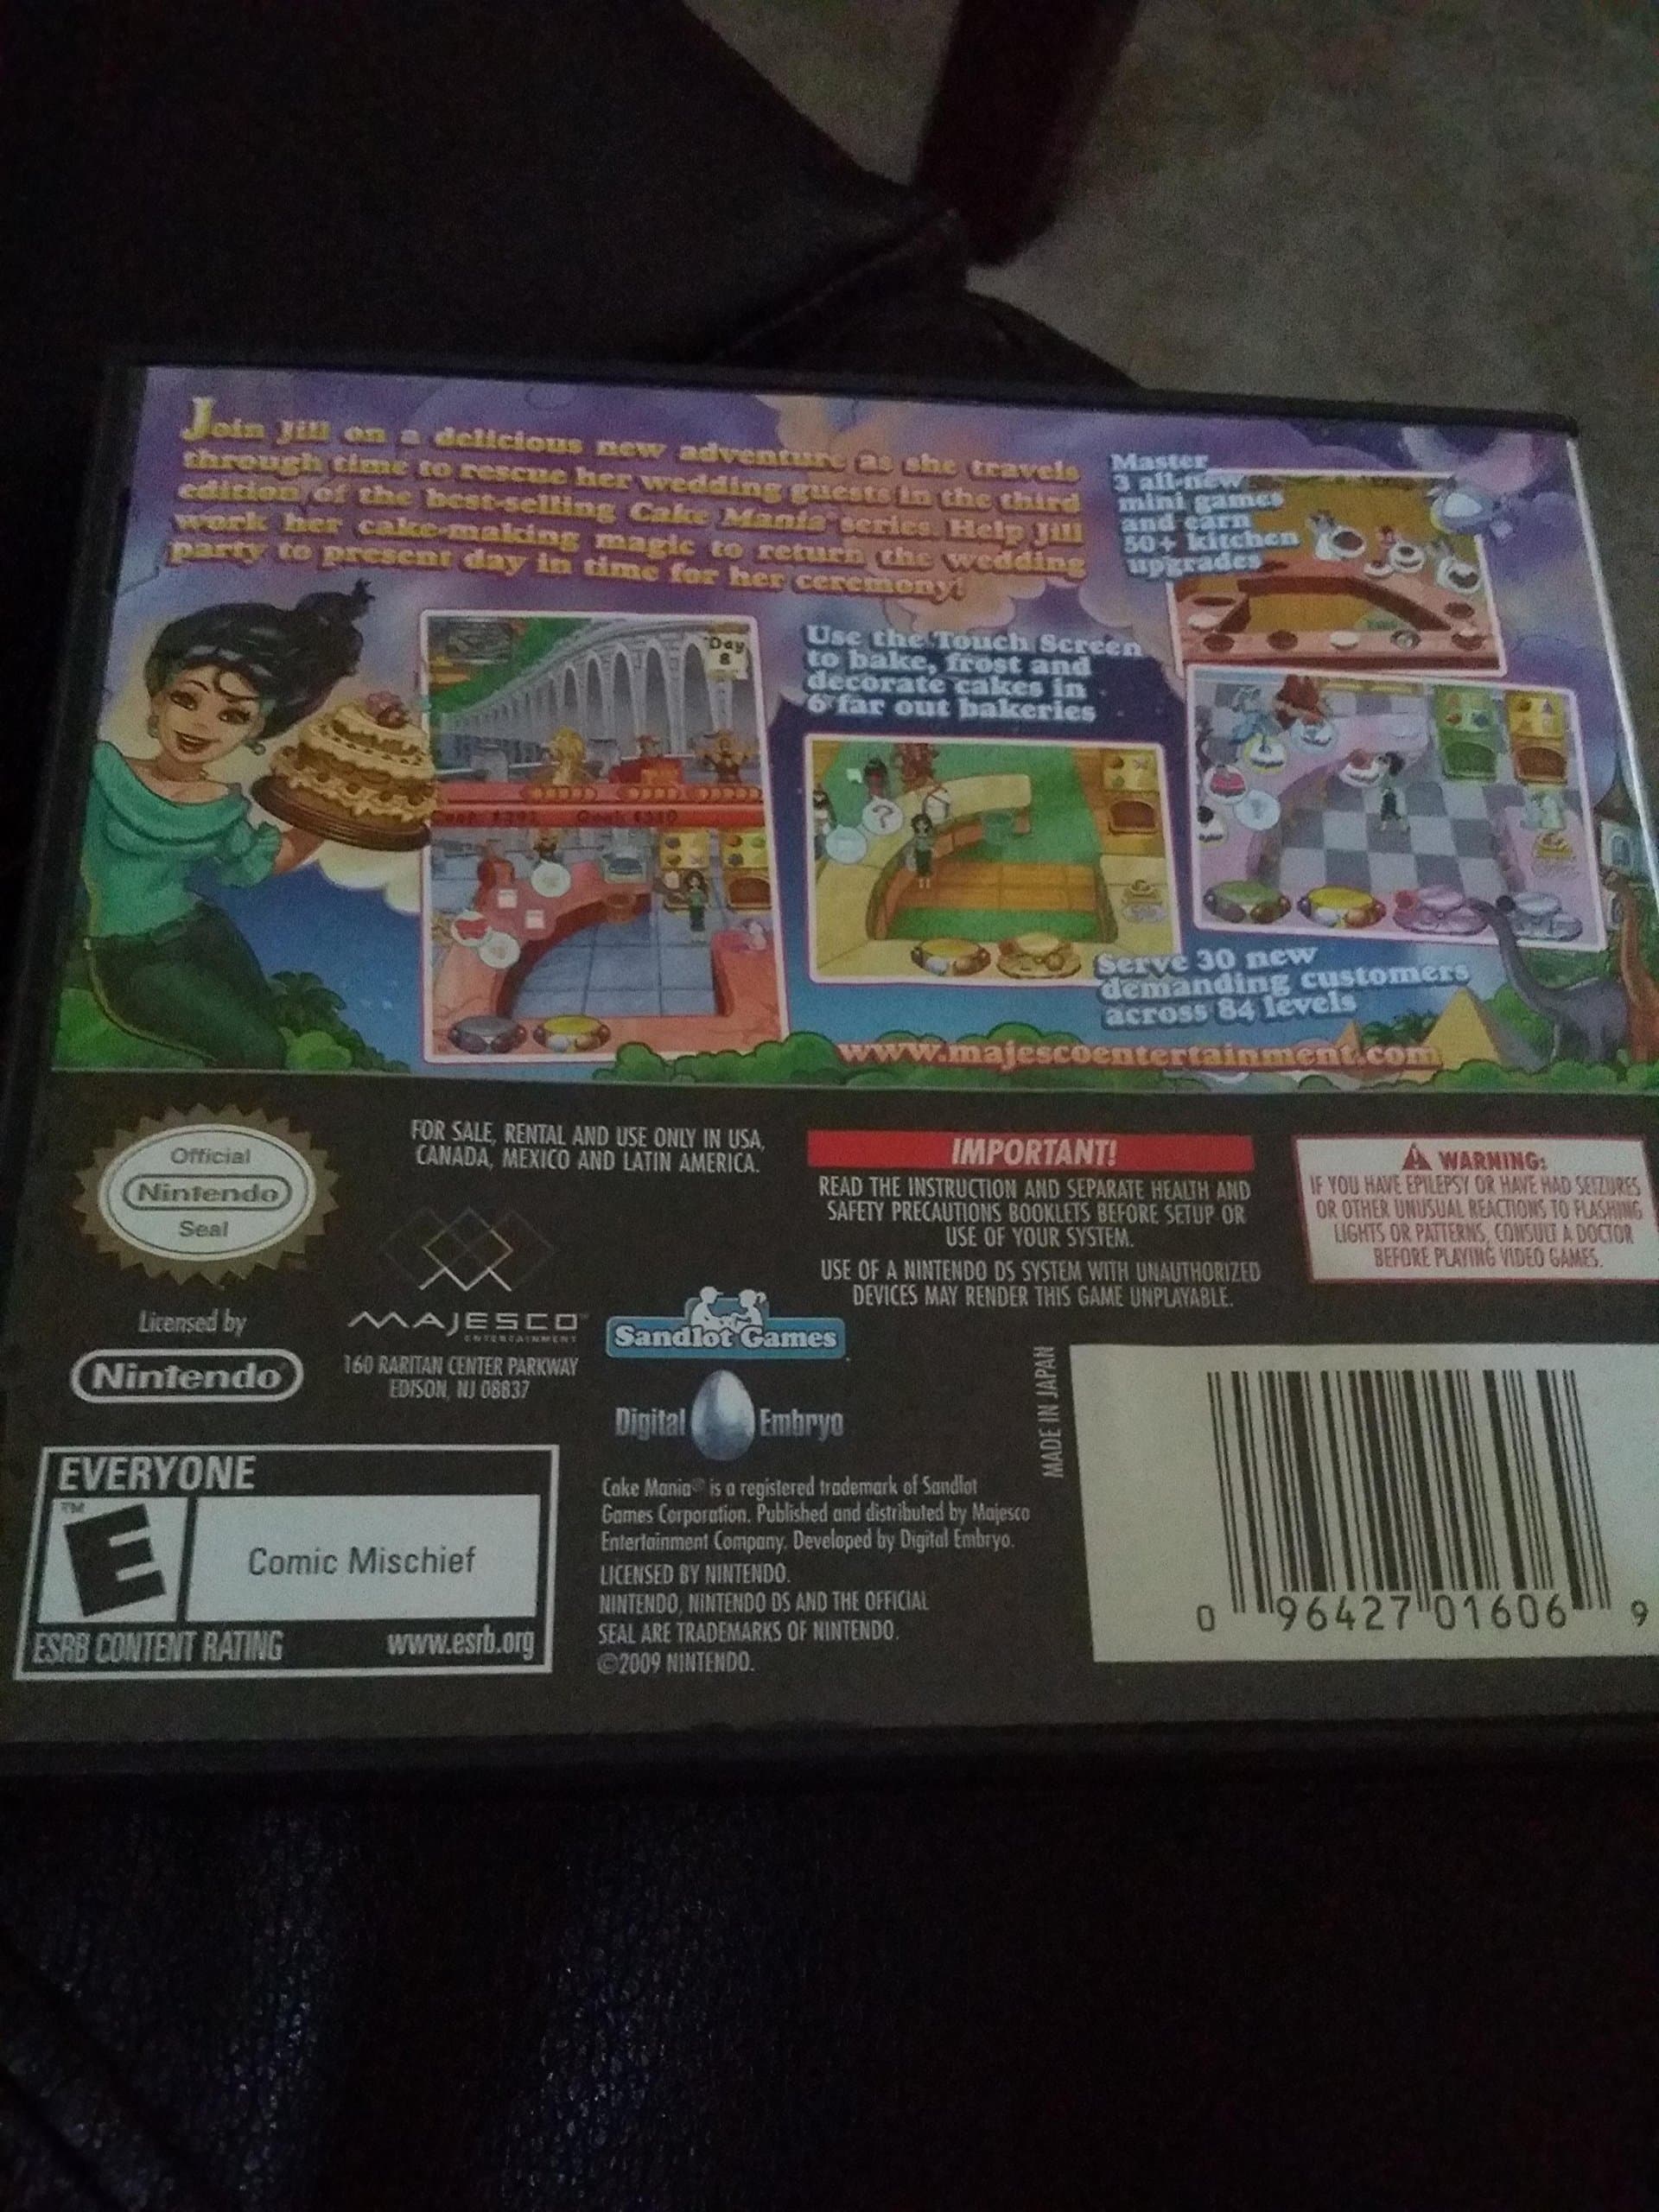 Join Jill on a delicious new adventure as she travels
through time to rescue her wedding guests in the third
edition of the best-selling Cake Mania® series. Help Jill
work her cake-making magic to return the wedding
party to present day in time for her ceremony!
Master
3 all-new
mini games
and earn
50+ kitchen
upgrades
Day
8
Use the Touch Screen
to bake, frost and
decorate cakes in
6 far out bakeries
Serve 30 new
demanding customers
across 84 levels
www.majescoentertainment.com
Official
Nintendo
Seal
FOR SALE, RENTAL AND USE ONLY IN USA,
CANADA, MEXICO AND LATIN AMERICA.
IMPORTANT!
READ THE INSTRUCTION AND SEPARATE HEALTH AND
SAFETY PRECAUTIONS BOOKLETS BEFORE SETUP OR
USE OF YOUR SYSTEM.
USE OF A NINTENDO DS SYSTEM WITH UNAUTHORIZED
DEVICES MAY RENDER THIS GAME UNPLAYABLE.
WARNING:
IF YOU HAVE EPILEPSY OR HAVE HAD SEIZURES
OR OTHER UNUSUAL REACTIONS TO FLASHING
LIGHTS OR PATTERNS, CONSULT A DOCTOR
BEFORE PLAYING VIDEO GAMES.
Licensed by
Nintendo®
MAJESCO™
ENTERTAINMENT
160 RARITAN CENTER PARKWAY
EDISON, NJ 08837
Sandlot Games
Digital Embryo
MADE IN JAPAN
Cake Mania® is a registered trademark of Sandlot
Games Corporation. Published and distributed by Majesco
Entertainment Company. Developed by Digital Embryo.
LICENSED BY NINTENDO.
NINTENDO, NINTENDO DS AND THE OFFICIAL
SEAL ARE TRADEMARKS OF NINTENDO.
©2009 NINTENDO.
EVERYONE
™
E
Comic Mischief
ESRB CONTENT RATING www.esrb.org
0 96427 01606 9